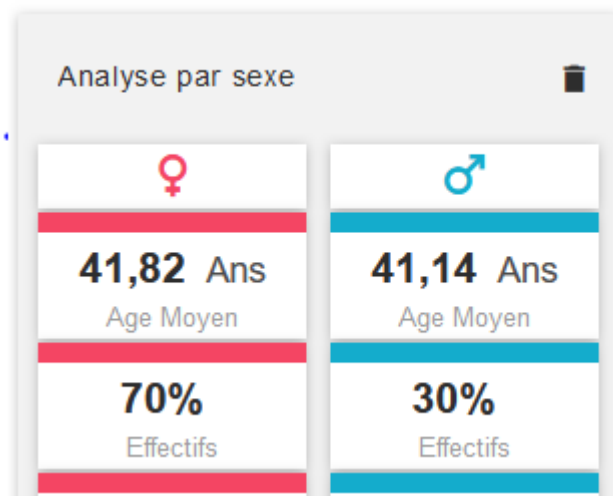 Analyse par sexe
41,82 Ans
41,14 Ans
Age Moyen
Age Moyen
70%
30%
Effectifs
Effectifs